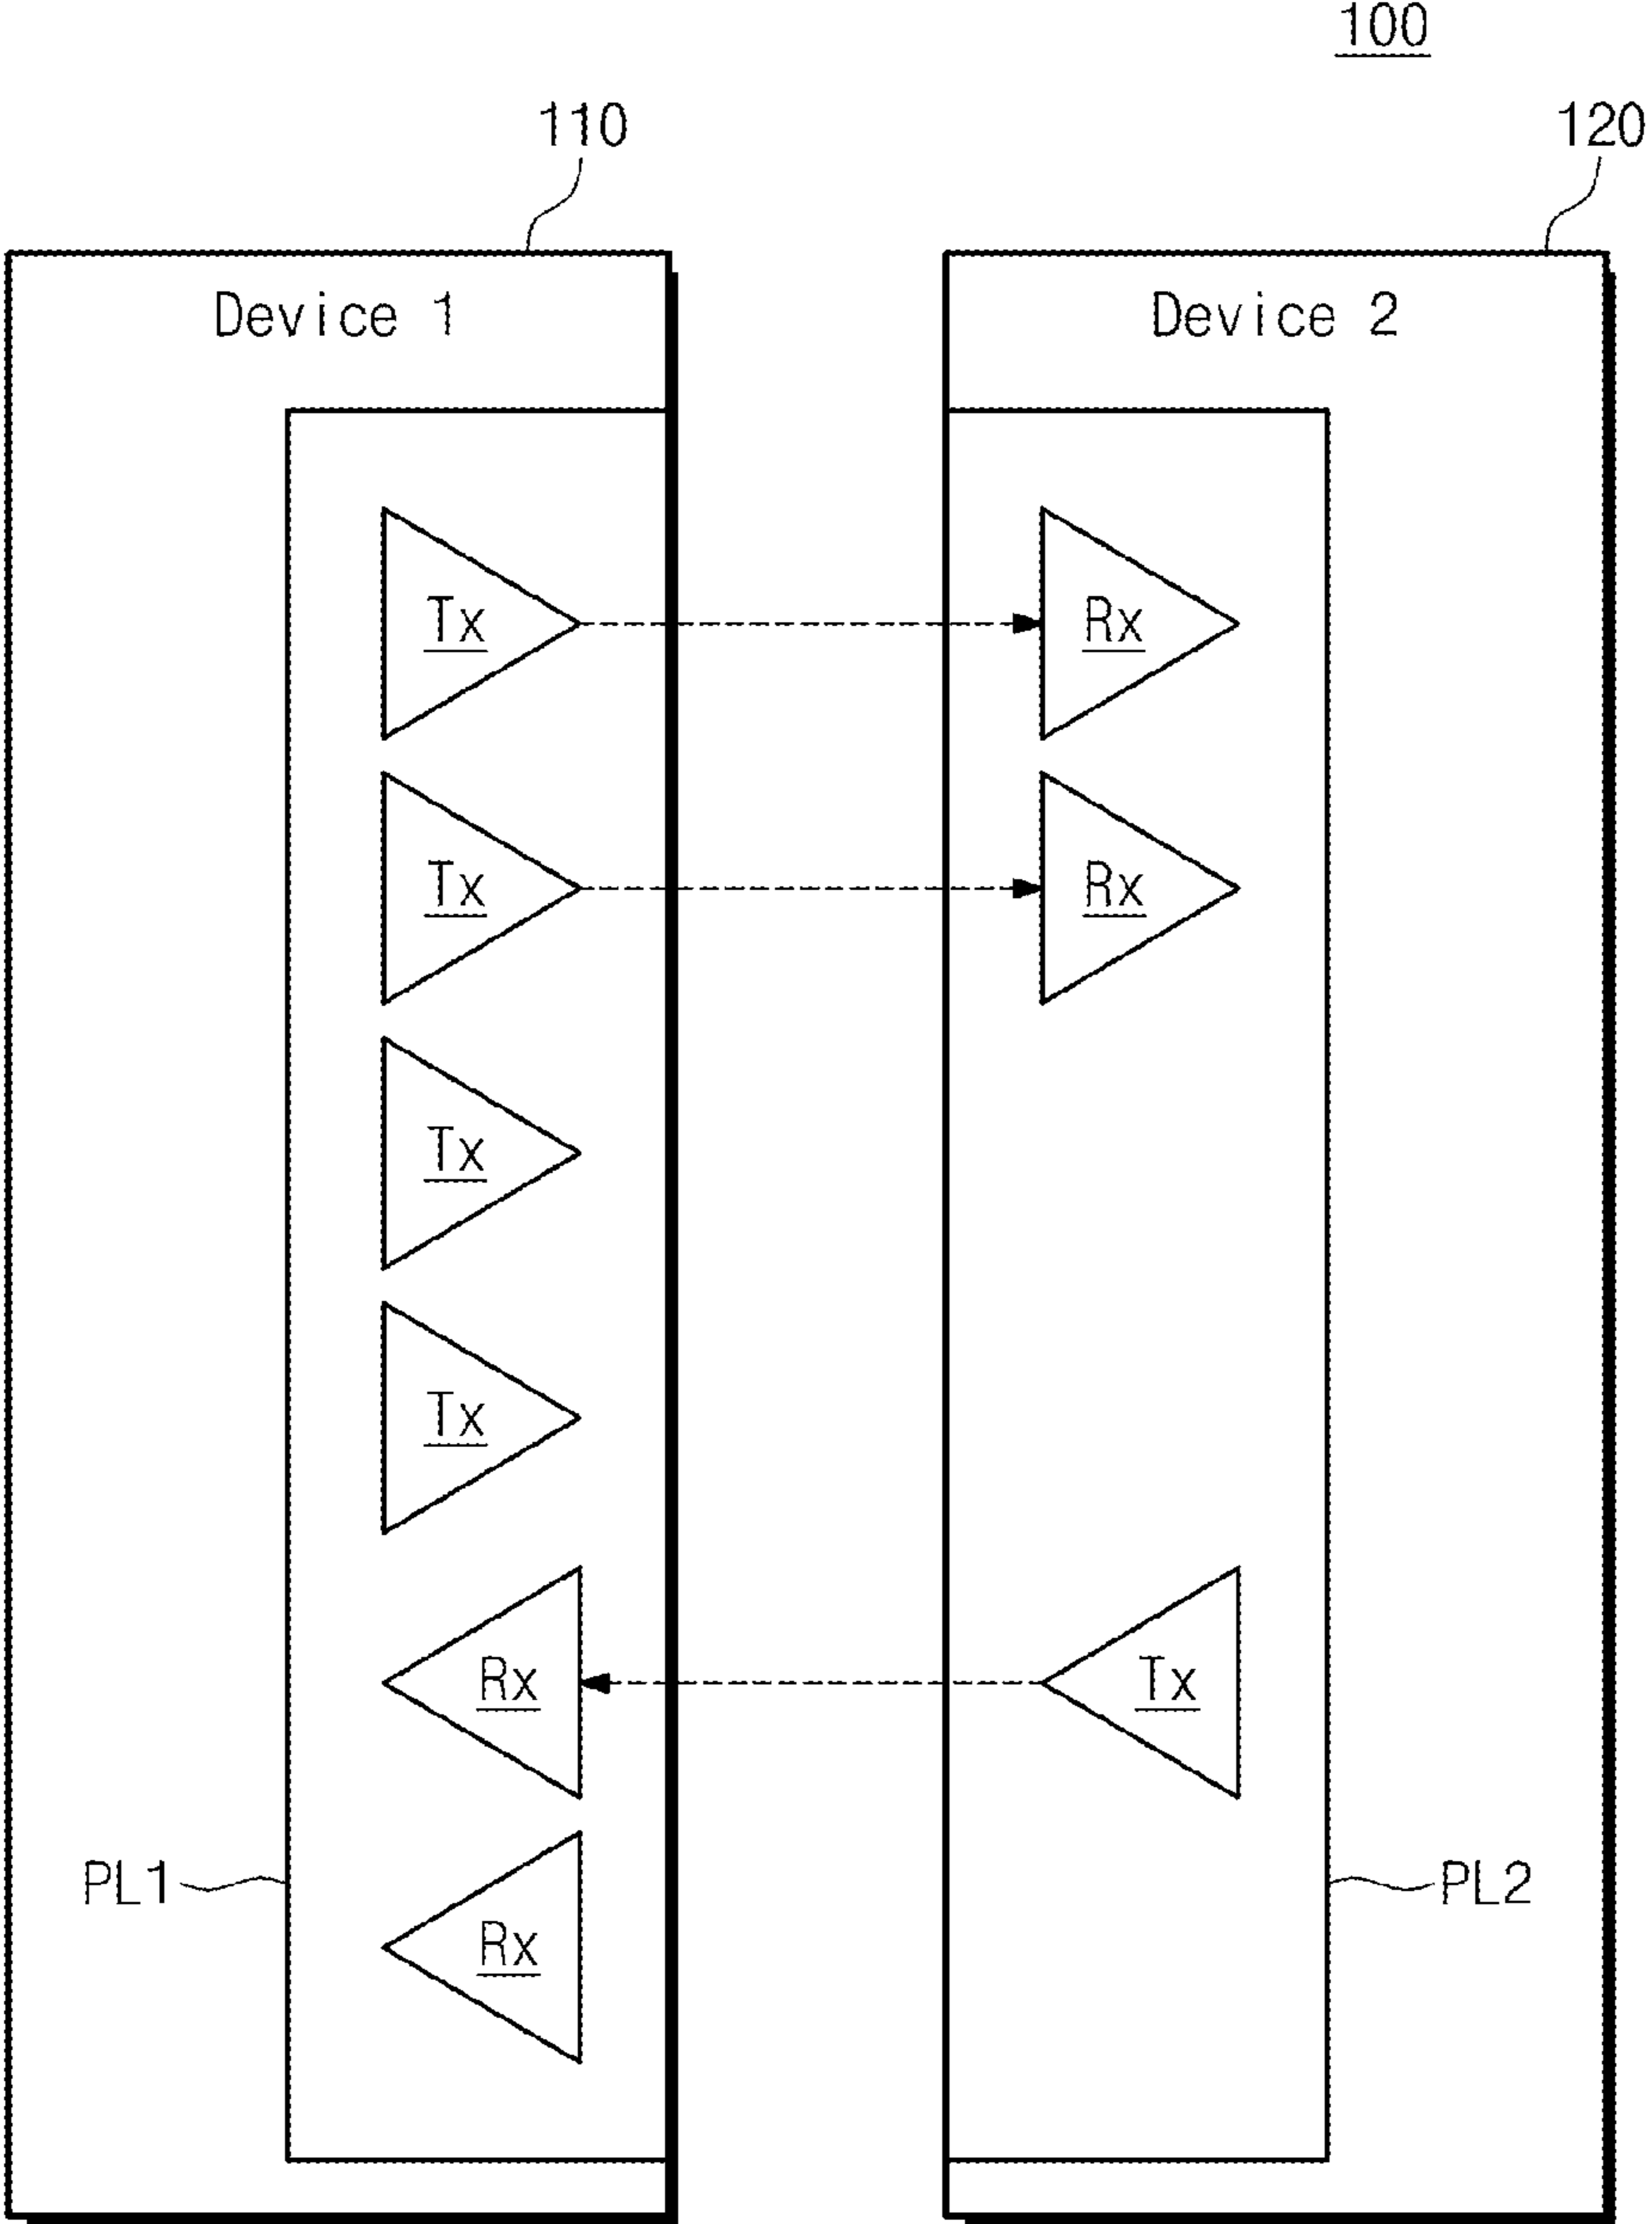 100
110
120
Device 1
Device 2
Tx
Rx
Tx
Rx
Tx
Tx
Rx
Tx
PL1
PL2
Rx